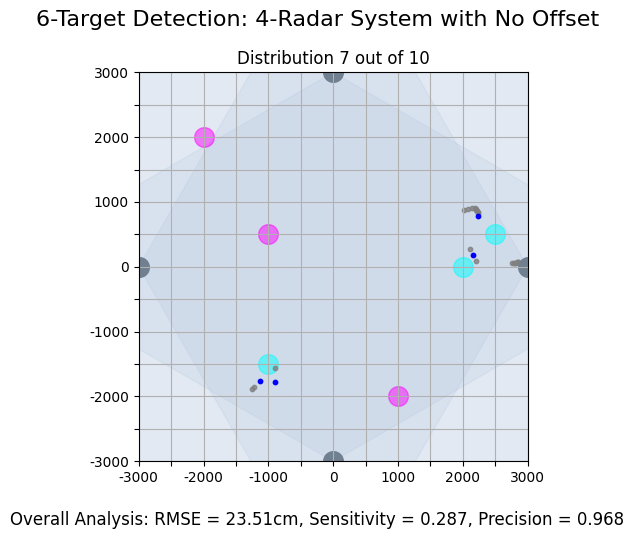 6-Target Detection: 4-Radar System with No Offset
Distribution 7 out of 10
3000
2000
1000
0
-1000
-2000
-3000
-3000 -2000 -1000 0 1000 2000 3000
Overall Analysis: RMSE = 23.51cm, Sensitivity = 0.287, Precision = 0.968